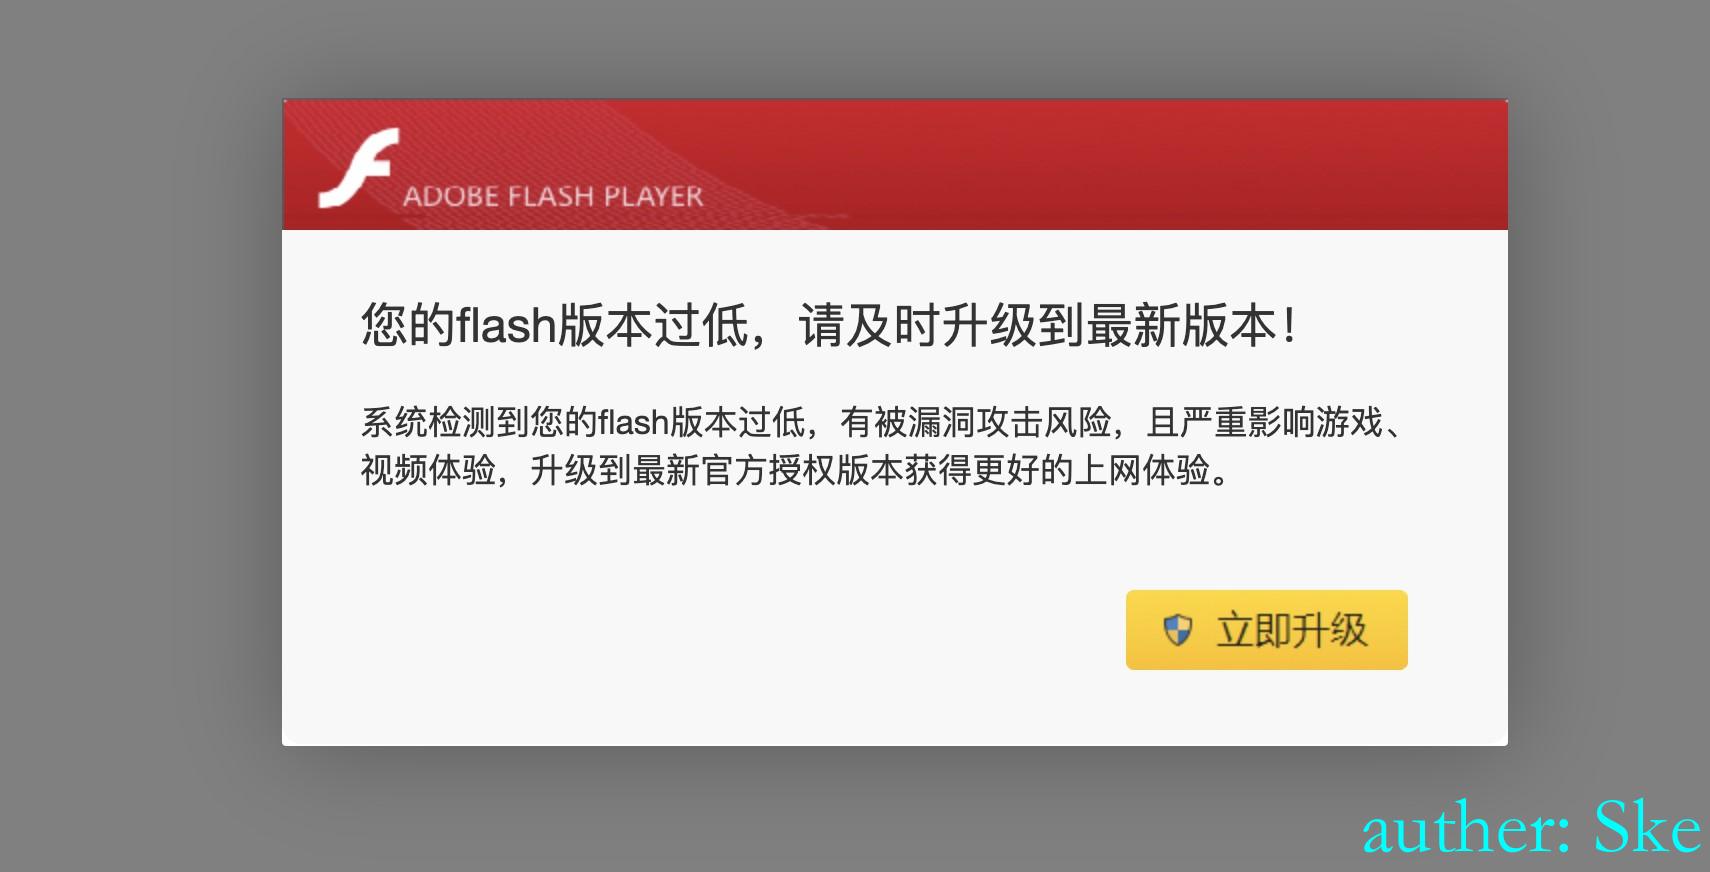 ADOBE FLASH PLAYER
您的flash版本过低，请及时升级到最新版本！
系统检测到您的flash版本过低，有被漏洞攻击风险，且严重影响游戏、
视频体验，升级到最新官方授权版本获得更好的上网体验。
立即升级
auther: Ske